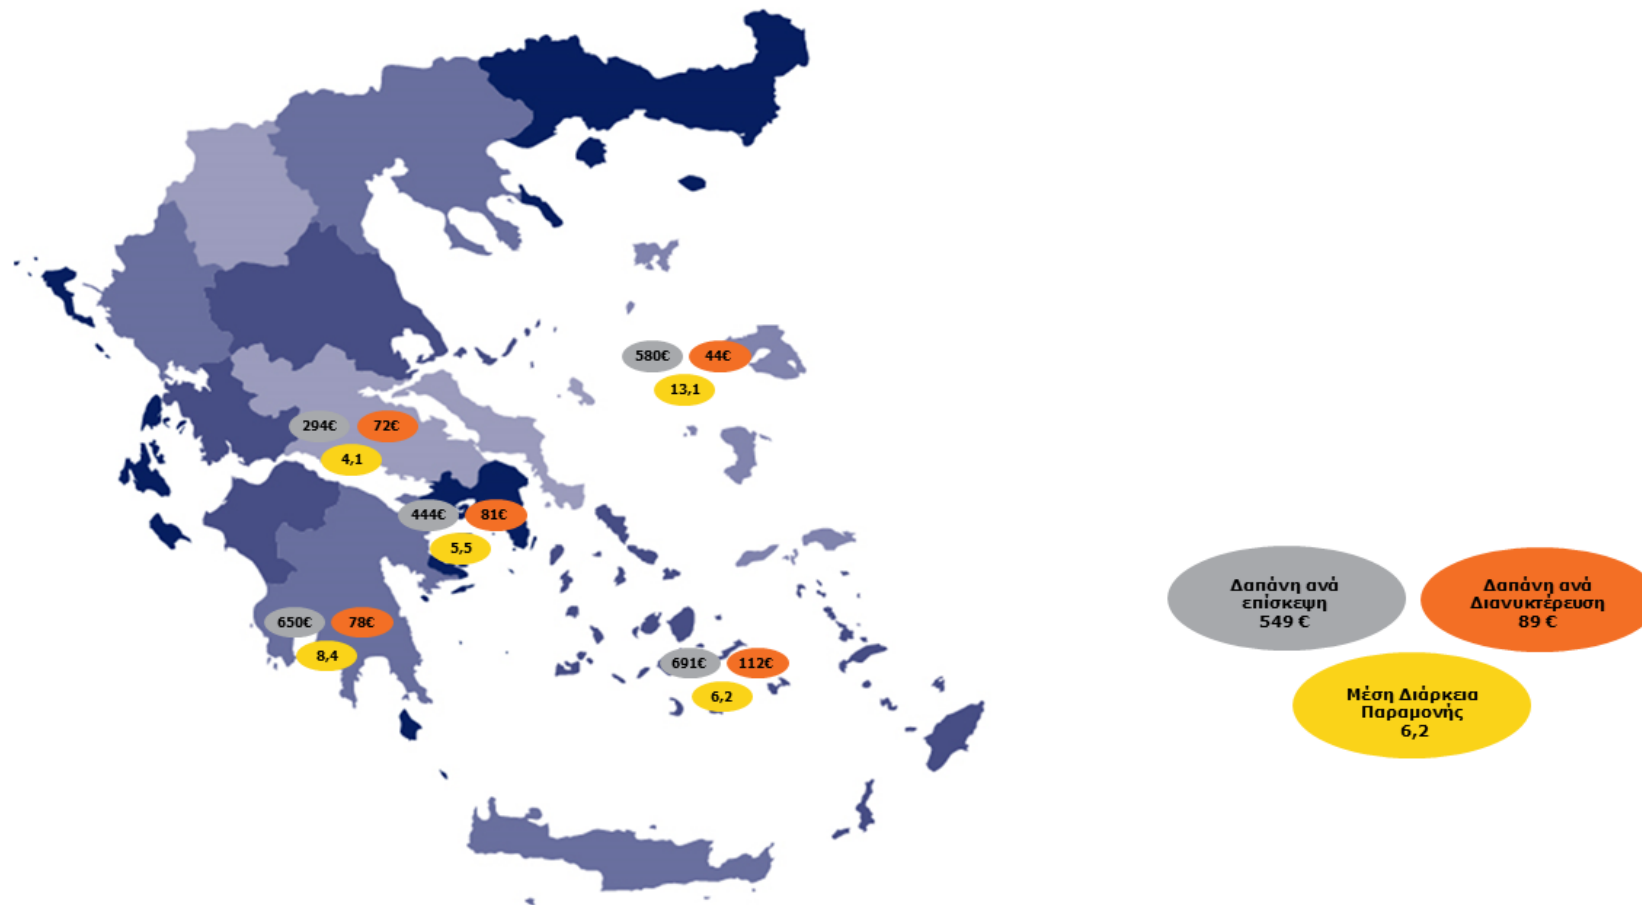 580€ 44€
13,1
294€ 72€
4,1
444€ 81€
5,5
650€ 78€
8,4
691€ 112€
6,2
Δαπάνη ανά
επίσκεψη
549 €
Δαπάνη ανά
Διανυκτέρευση
89 €
Μέση Διάρκεια
Παραμονής
6,2